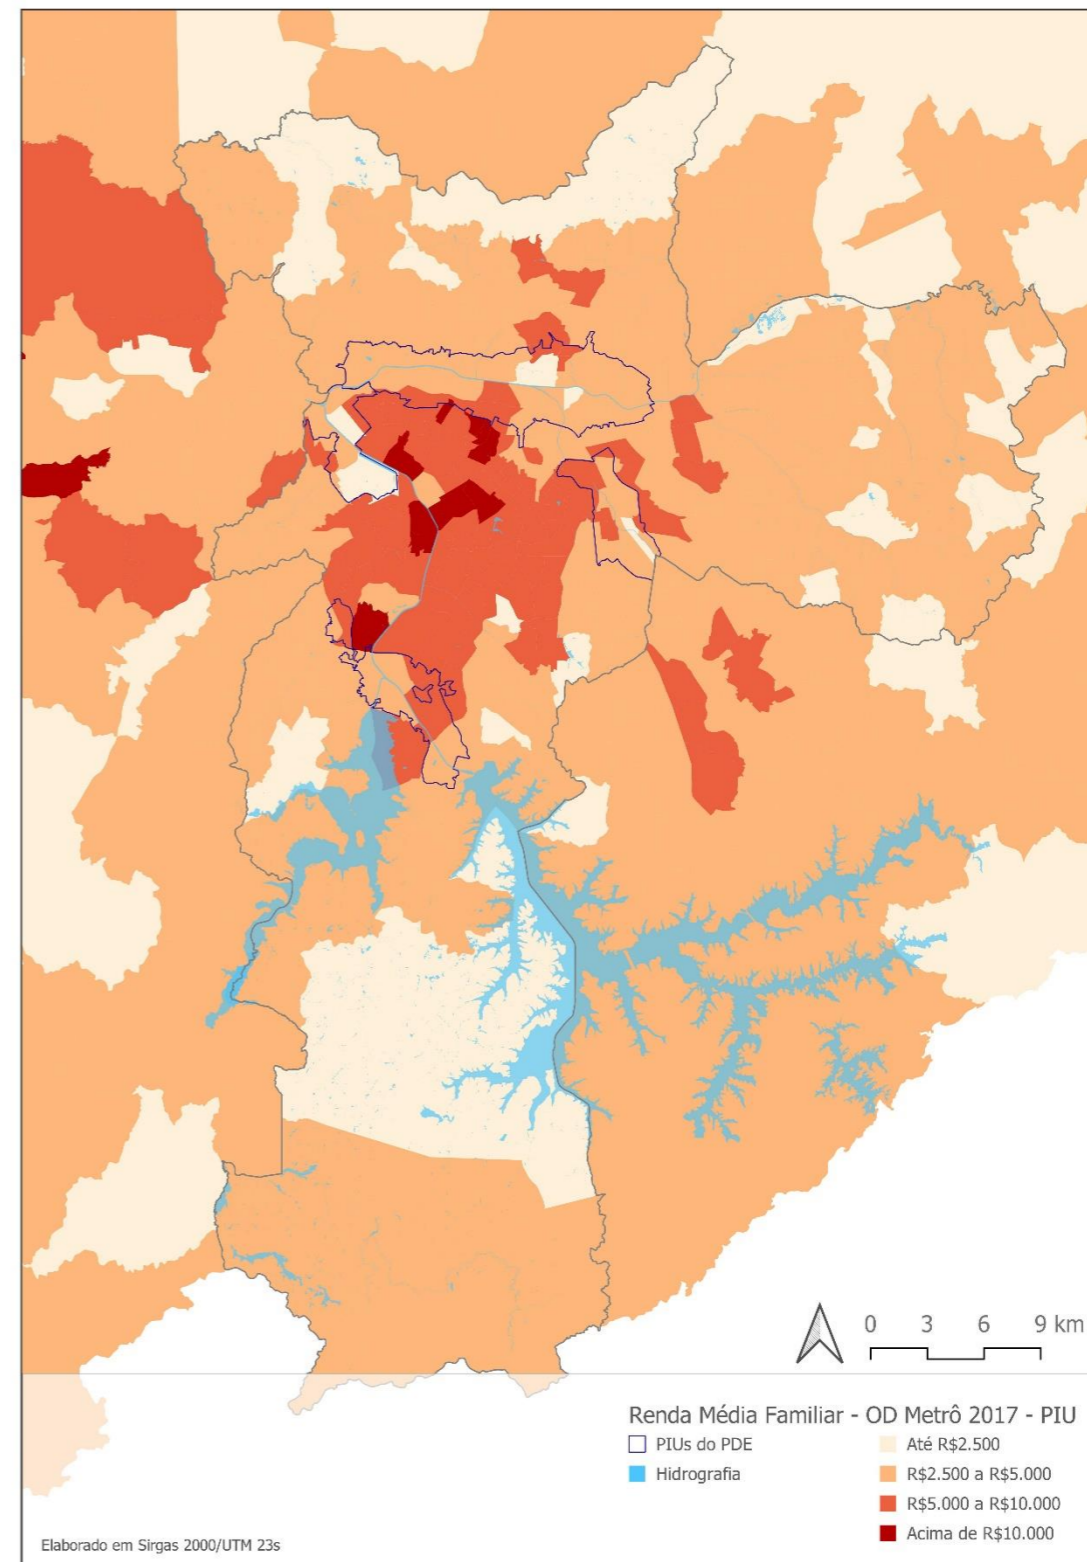 0 3 6 9 km
Renda Média Familiar - OD Metrô 2017 - PIU
PIUs do PDE
Hidrografia
Até R$2.500
R$2.500 a R$5.000
R$5.000 a R$10.000
Acima de R$10.000
Elaborado em Sirgas 2000/UTM 23s